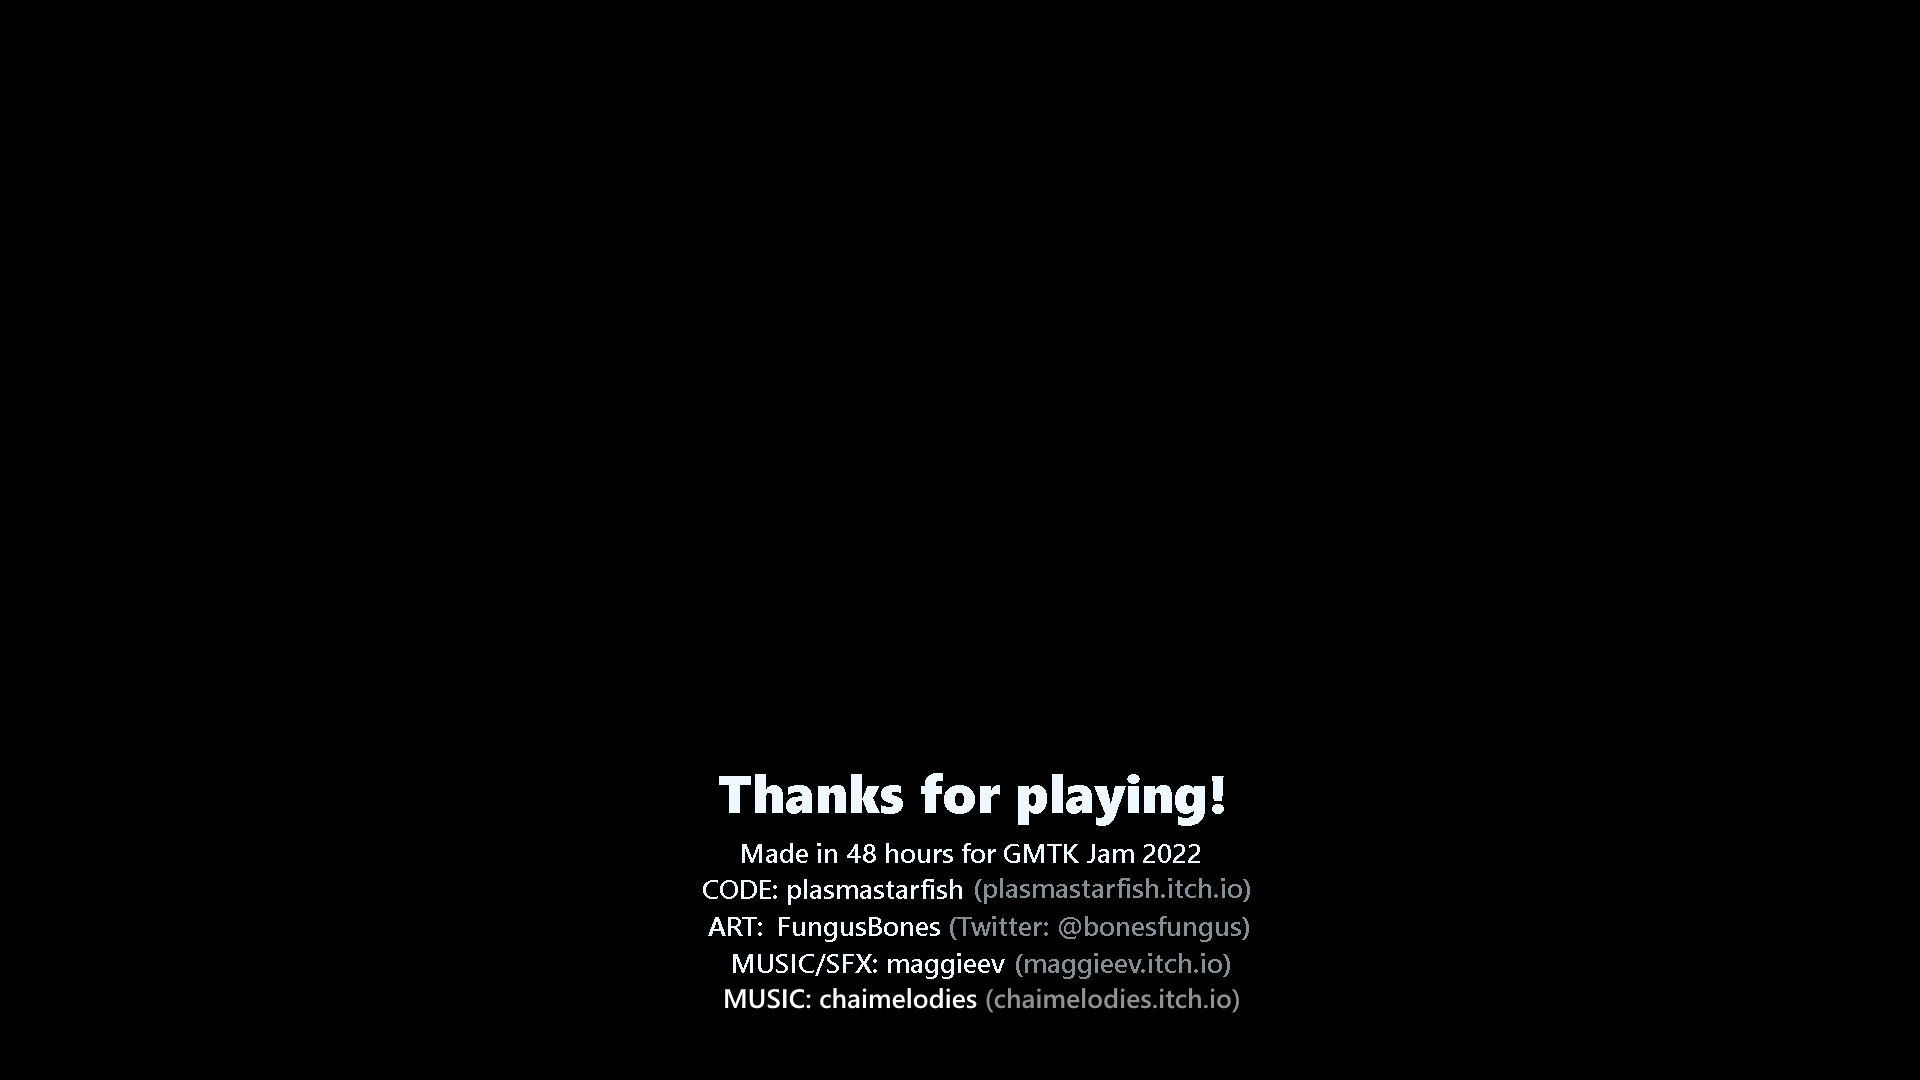 Thanks for playing!
Made in 48 hours for GMTK Jam 2022
CODE: plasmastarfish (plasmastarfish.itch.io)
ART:  FungusBones (Twitter: @bonesfungus)
MUSIC/SFX: maggieev (maggieev.itch.io)
MUSIC: chaimelodies (chaimelodies.itch.io)